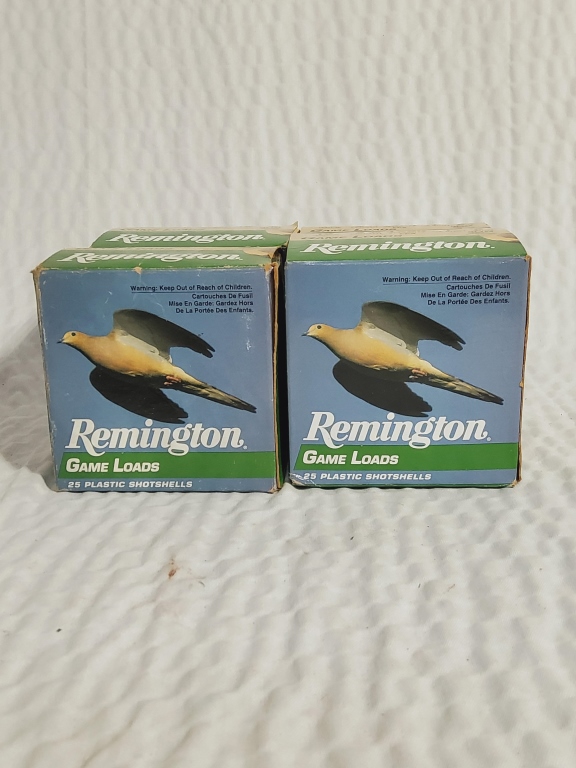 Remington.
Game Loads
Remington.
Remington.
Warning: Keep Out of Reach of Children.
Cartouches De Fusil
Mise En Garde: Gardez Hors
De La Portée Des Enfants.
Remington.
Game Loads
25 Plastic Shotshells
Warning: Keep Out of Reach of Children.
Cartouches De Fusil
Mise En Garde: Gardez Hors
De La Portée Des Enfants.
Remington.
Game Loads
25 Plastic Shotshells